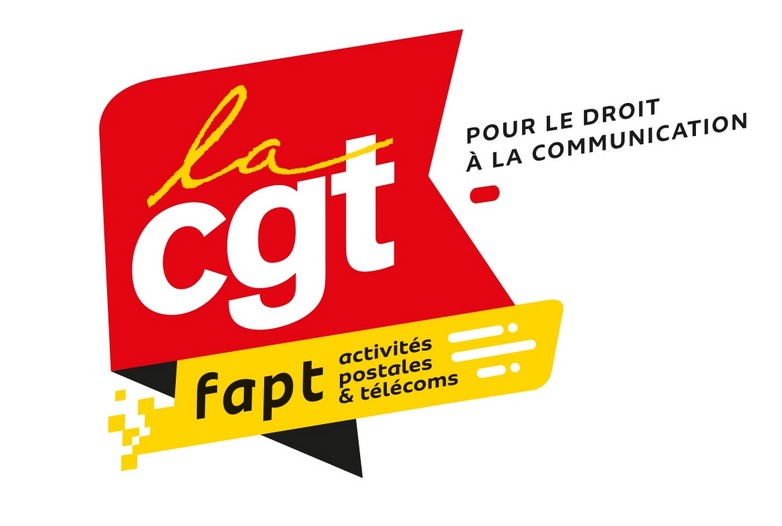 la
cgt
POUR LE DROIT
À LA COMMUNICATION
fapt
activités
postales
& télécoms